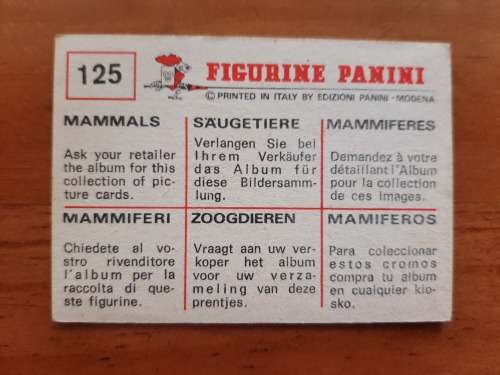 125
FIGURINE PANINI
© PRINTED IN ITALY BY EDIZIONI PANINI - MODENA
MAMMALS
Ask your retailer
the album for this
collection of pic-
ture cards.
SÄUGETIERE
Verlangen Sie bei
Ihrem Verkäufer
das Album für
diese Bildersamm-
lung.
MAMMIFERES
Demandez à votre
détaillant l'Album
pour la collection
de ces images.
MAMMIFERI
Chiedete al vo-
stro rivenditore
l'album per la
raccolta di que-
ste figurine.
ZOOGDIEREN
Vraagt aan uw ver-
koper het album
voor uw verza-
meling van deze
prentjes.
MAMIFEROS
Para coleccionar
estos cromos
compra tu album
en cualquier kio-
sko.